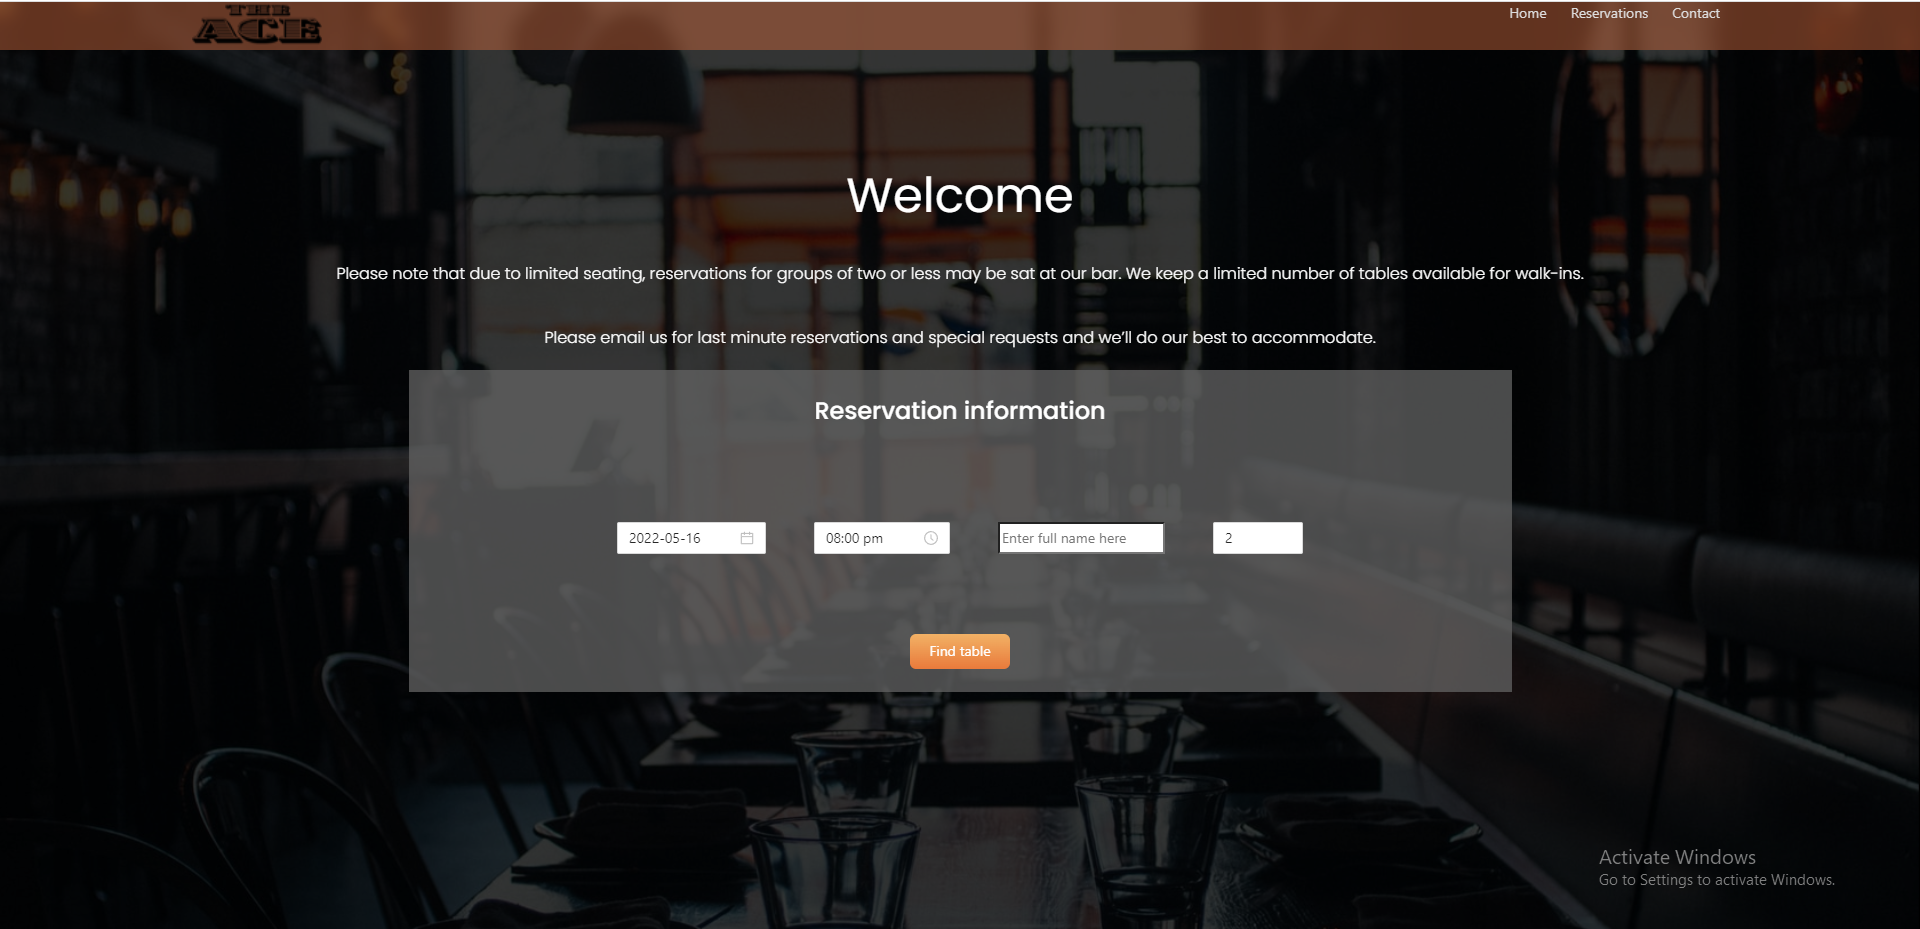 THE
ACE
Home Reservations Contact
Welcome
Please note that due to limited seating, reservations for groups of two or less may be sat at our bar. We keep a limited number of tables available for walk-ins.
Please email us for last minute reservations and special requests and we’ll do our best to accommodate.
Reservation information
2022-05-16 08:00 pm Enter full name here 2
Find table
Activate Windows
Go to Settings to activate Windows.